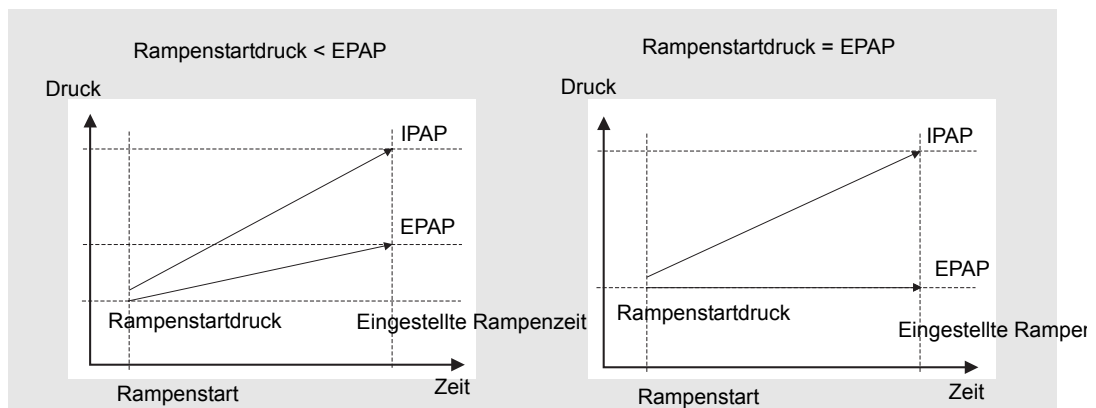 Rampenstartdruck < EPAP
Druck
IPAP
EPAP
Rampenstartdruck
Eingestellte Rampenzeit
Rampenstart
Zeit
Rampenstartdruck = EPAP
Druck
IPAP
EPAP
Rampenstartdruck
Eingestellte
Rampenstart
Zeit